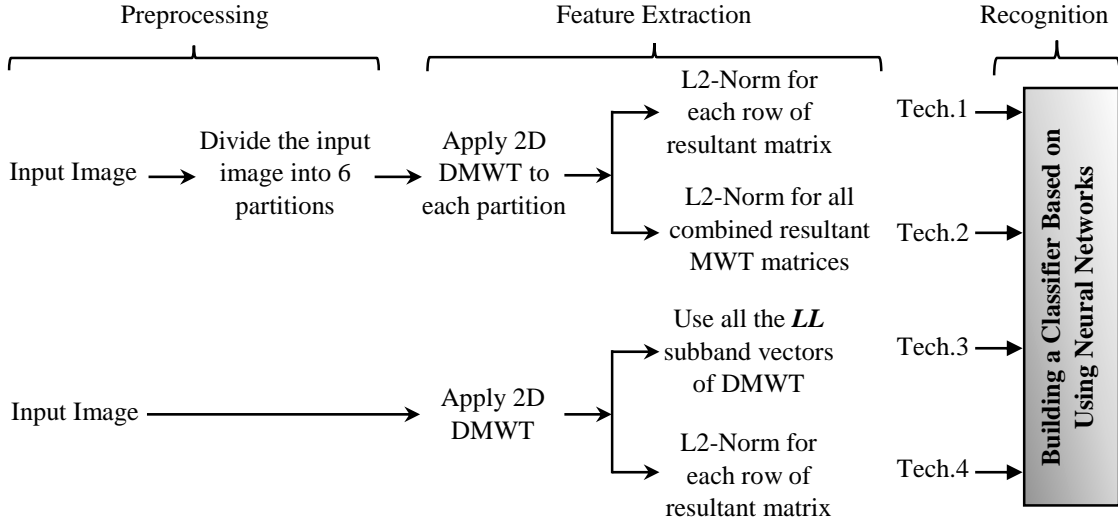 Preprocessing
Feature Extraction
Recognition
Input Image
Divide the input
image into 6
partitions
Apply 2D
DMWT to
each partition
L2-Norm for
each row of
resultant matrix
Tech.1
L2-Norm for all
combined resultant
MWT matrices
Tech.2
Input Image
Apply 2D
DMWT
Use all the LL
subband vectors
of DMWT
Tech.3
L2-Norm for
each row of
resultant matrix
Tech.4
Building a Classifier Based on
Using Neural Networks